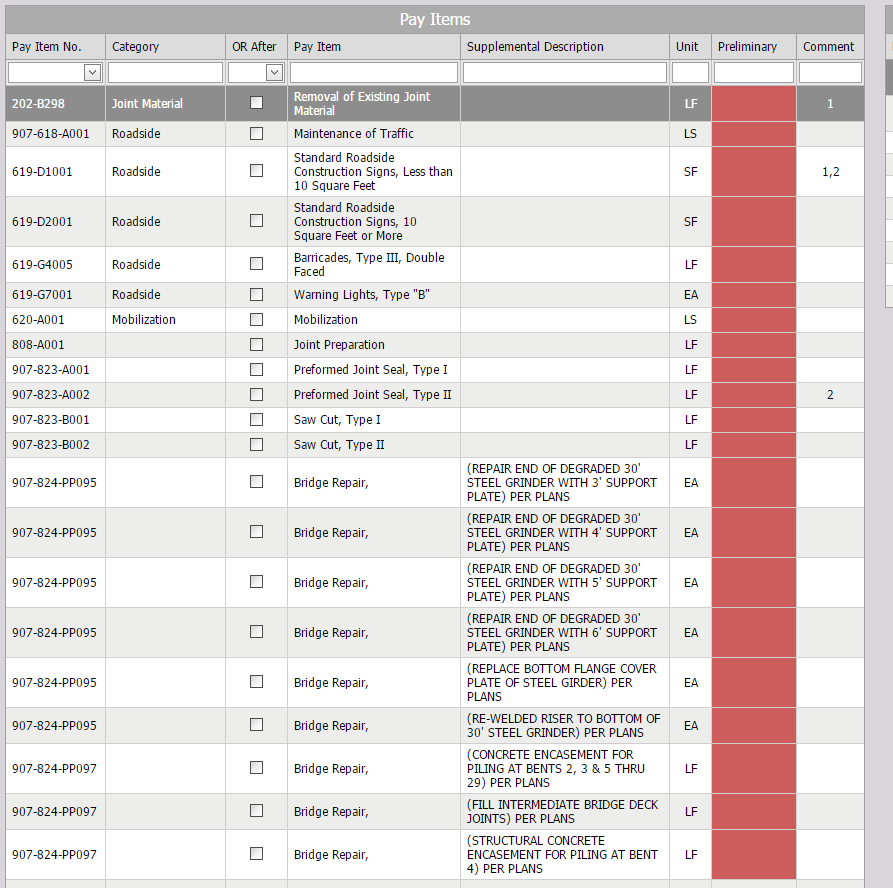 Pay Items
Pay Item No. Category OR After Pay Item Supplemental Description Unit Preliminary Comment
202-B298 Joint Material Removal of Existing Joint
Material LF 1
907-618-A001 Roadside Maintenance of Traffic LS
619-D1001 Roadside Standard Roadside
Construction Signs, Less than
10 Square Feet SF 1,2
619-D2001 Roadside Standard Roadside
Construction Signs, 10
Square Feet or More SF
619-G4005 Roadside Barricades, Type III, Double
Faced LF
619-G7001 Roadside Warning Lights, Type "B" EA
620-A001 Mobilization Mobilization LS
808-A001 Joint Preparation LF
907-823-A001 Preformed Joint Seal, Type I LF
907-823-A002 Preformed Joint Seal, Type II LF 2
907-823-B001 Saw Cut, Type I LF
907-823-B002 Saw Cut, Type II LF
907-824-PP095 Bridge Repair, (REPAIR END OF DEGRADED 30'
STEEL GRINDER WITH 3' SUPPORT
PLATE) PER PLANS EA
907-824-PP095 Bridge Repair, (REPAIR END OF DEGRADED 30'
STEEL GRINDER WITH 4' SUPPORT
PLATE) PER PLANS EA
907-824-PP095 Bridge Repair, (REPAIR END OF DEGRADED 30'
STEEL GRINDER WITH 5' SUPPORT
PLATE) PER PLANS EA
907-824-PP095 Bridge Repair, (REPAIR END OF DEGRADED 30'
STEEL GRINDER WITH 6' SUPPORT
PLATE) PER PLANS EA
907-824-PP095 Bridge Repair, (REPLACE BOTTOM FLANGE COVER
PLATE OF STEEL GIRDER) PER
PLANS EA
907-824-PP095 Bridge Repair, (RE-WELDED RISER TO BOTTOM OF
30' STEEL GRINDER) PER PLANS EA
907-824-PP097 Bridge Repair, (CONCRETE ENCASEMENT FOR
PILING AT BENTS 2, 3 & 5 THRU
29) PER PLANS LF
907-824-PP097 Bridge Repair, (FILL INTERMEDIATE BRIDGE DECK
JOINTS) PER PLANS LF
907-824-PP097 Bridge Repair, (STRUCTURAL CONCRETE
ENCASEMENT FOR PILING AT BENT
4) PER PLANS LF